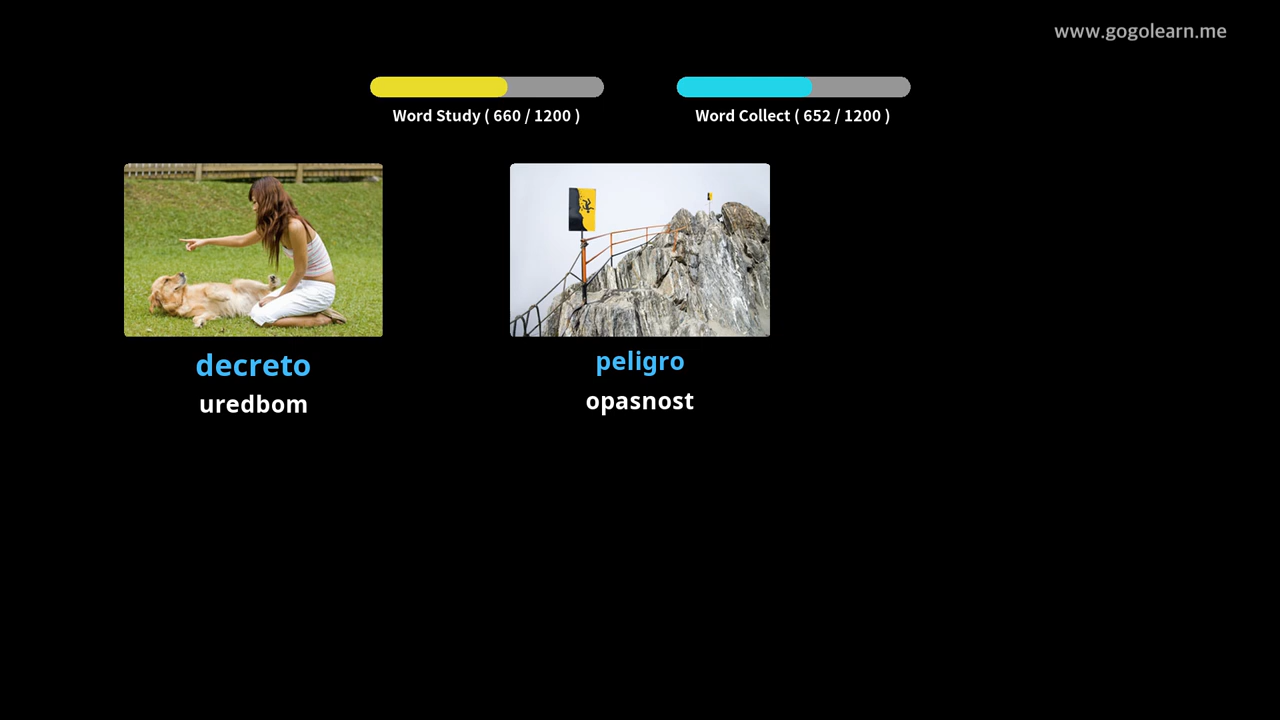 www.gogolearn.me
Word Study ( 660 / 1200 )
Word Collect ( 652 / 1200 )
decreto
uredbom
peligro
opasnost